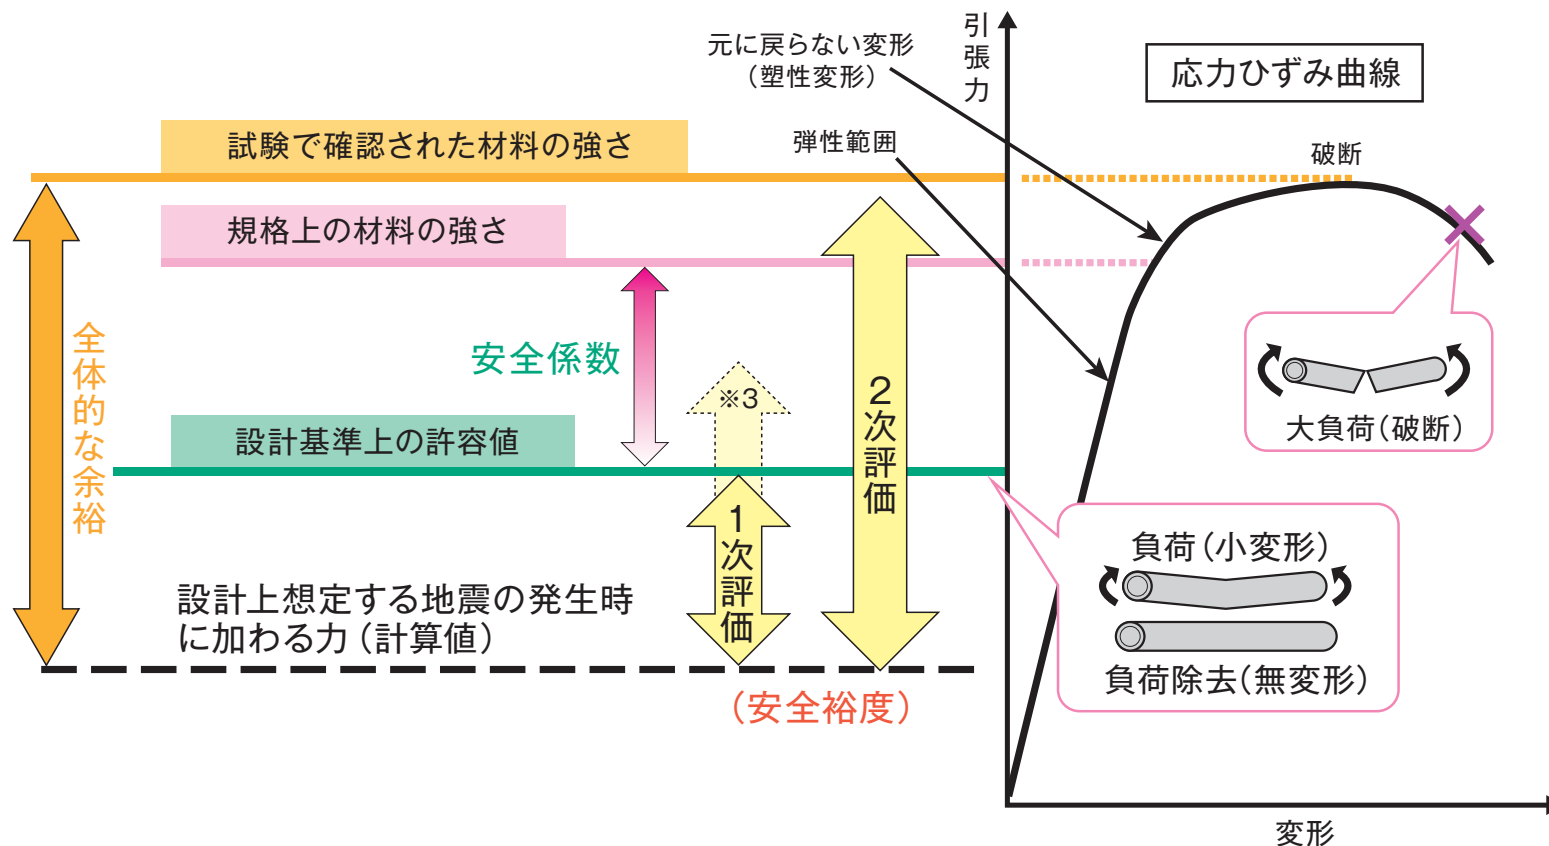 元に戻らない変形
（塑性変形）
引張力
応力ひずみ曲線
試験で確認された材料の強さ
弾性範囲
破断
規格上の材料の強さ
全体的な余裕
安全係数
※3
2次評価
大負荷（破断）
設計基準上の許容値
1次評価
負荷（小変形）
設計上想定する地震の発生時
に加わる力（計算値）
負荷除去（無変形）
（安全裕度）
変形